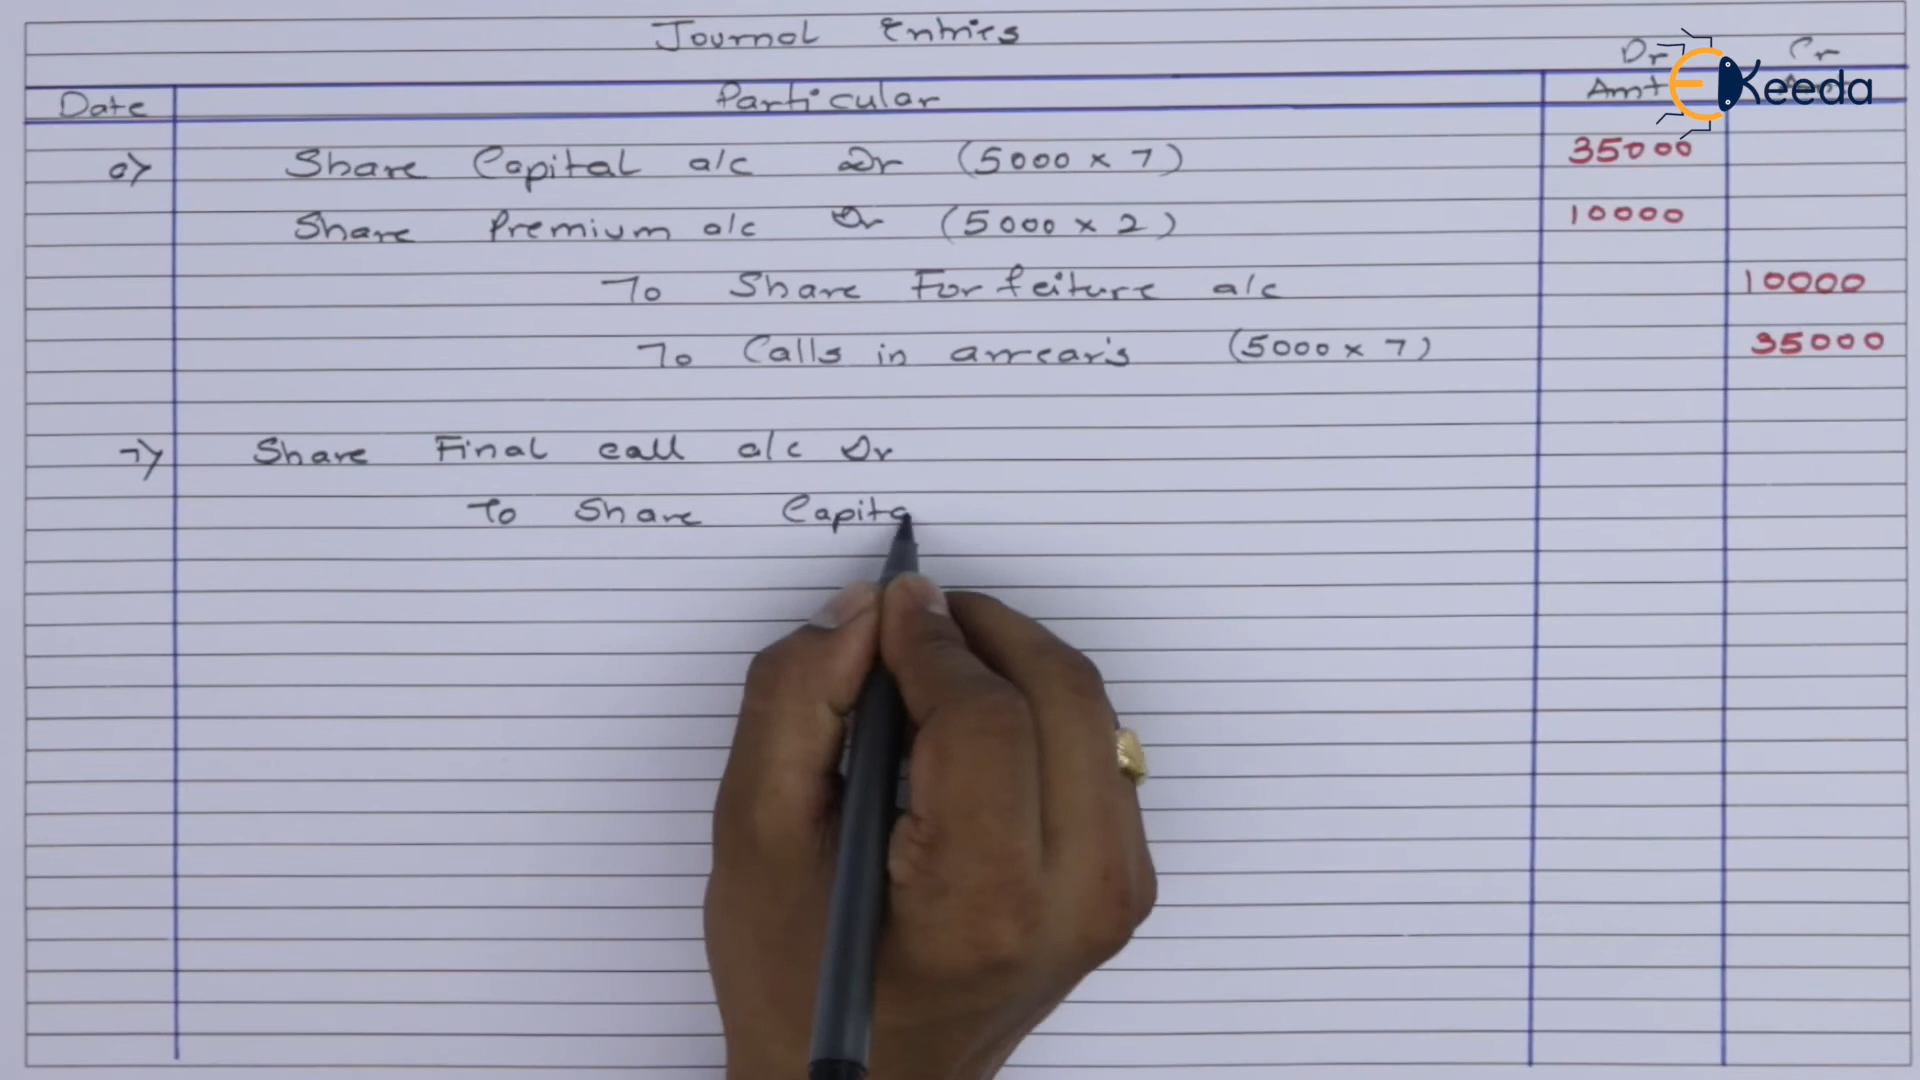 Journal Entries
Dr Cr
Date Particular Amt
EKeeda
Share Capital a/c Dr (5000 × 7) 35000
Share Premium a/c Dr (5000 × 2) 10000
To Share Forfeiture a/c 10000
To Calls in arrear's (5000 × 7) 35000
7) Share Final call a/c Dr
To Share Capita